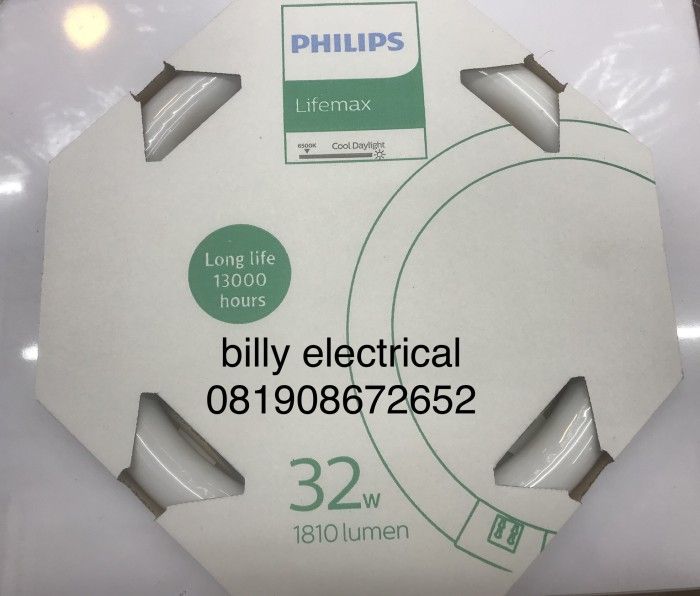 PHILIPS
Lifemax
6500K
Cool Daylight
Long life
13000
hours
billy electrical
081908672652
32W
1810 lumen